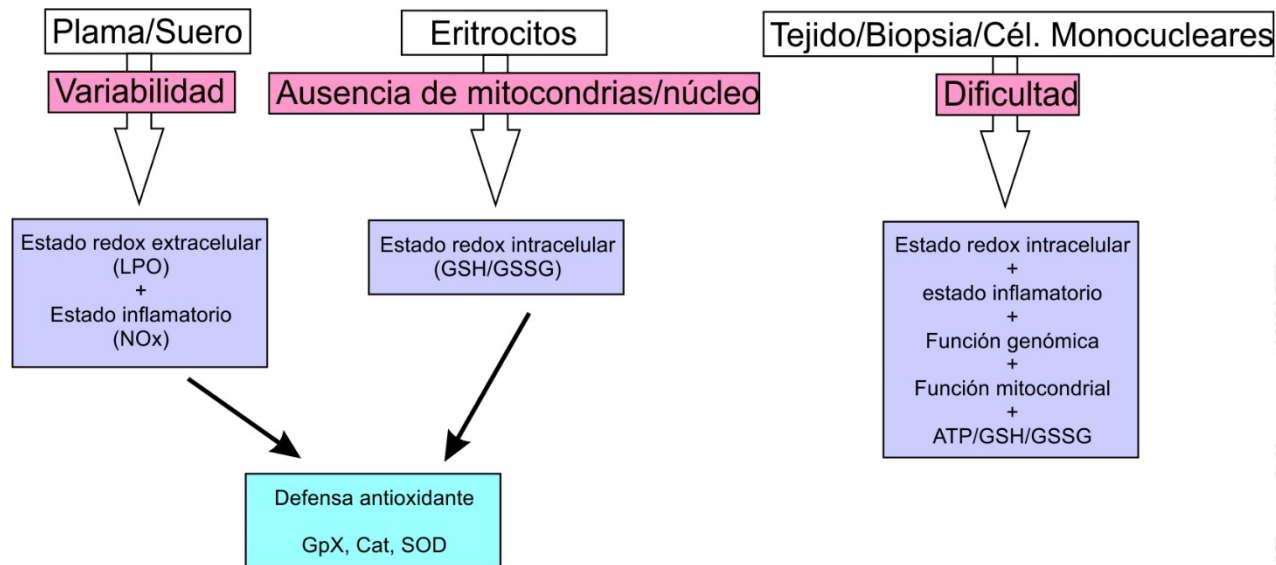 Plama/Suero
Variabilidad
Estado redox extracelular
(LPO)
+
Estado inflamatorio
(NOx)
Eritrocitos
Ausencia de mitocondrias/núcleo
Estado redox intracelular
(GSH/GSSG)
Defensa antioxidante
GpX, Cat, SOD
Tejido/Biopsia/Cél. Monocucleares
Dificultad
Estado redox intracelular
+
estado inflamatorio
+
Función genómica
+
Función mitocondrial
+
ATP/GSH/GSSG